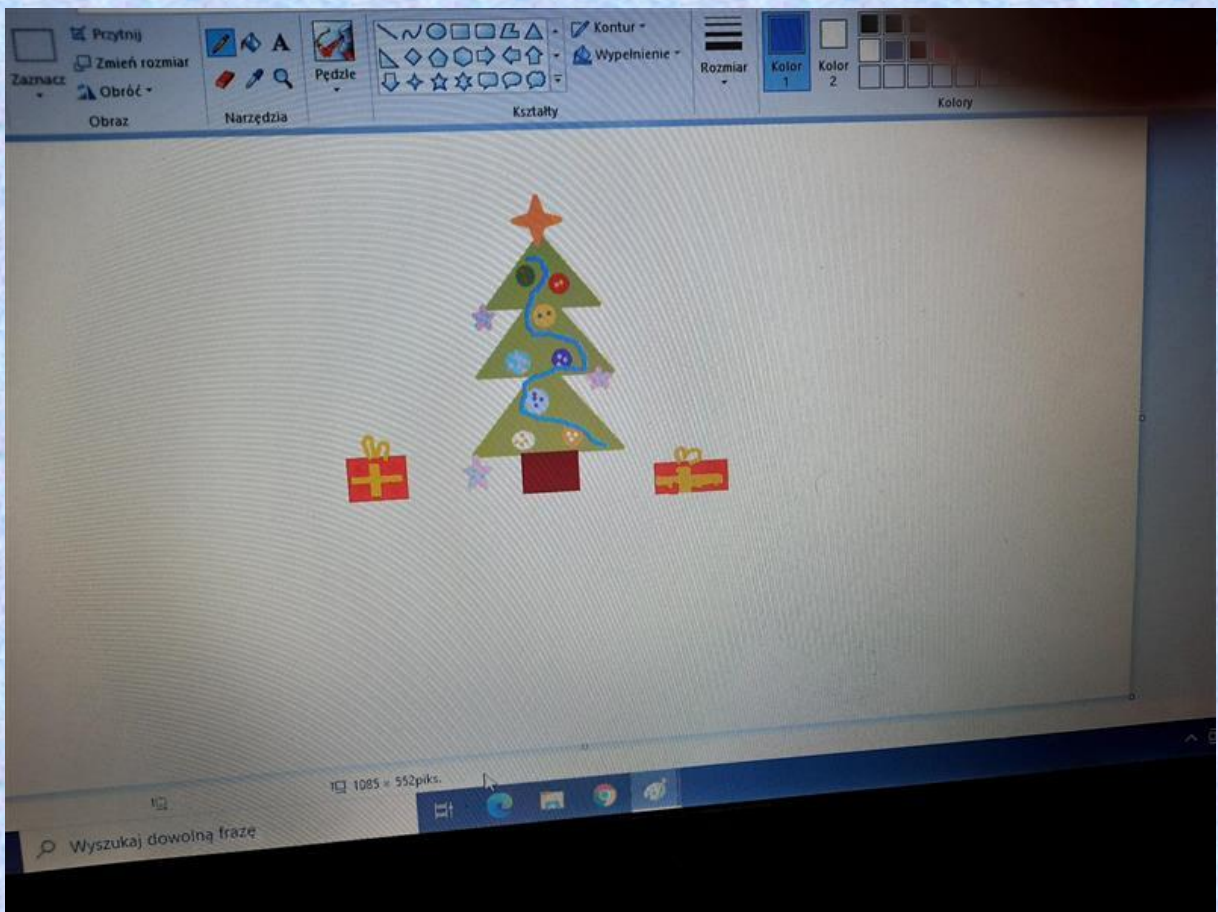 Przytnij
Zmień rozmiar
Obróć
Zaznacz
Obraz
A
Narzędzia
Pędzle
Kontur
Wypełnienie
Kształty
Rozmiar
Kolor 1
Kolor 2
Kolory
1085 × 552piks.
Wyszukaj dowolną frazę